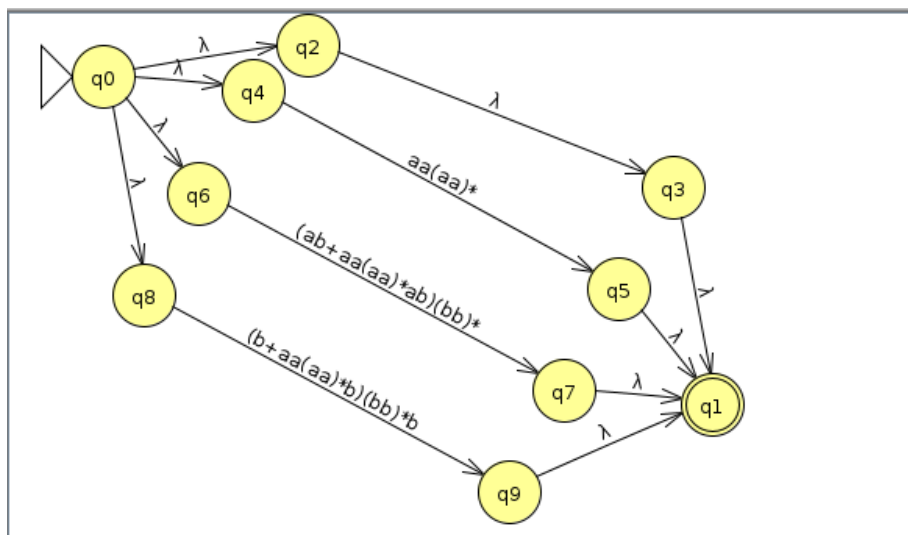 q0
λ
q2
λ
q4
λ
q3
aa(aa)*
λ
q6
(ab+aa(aa)*ab)(bb)*
λ
q5
λ
q8
λ
(b+aa(aa)*b)(bb)*b
λ
q7
λ
q1
λ
q9